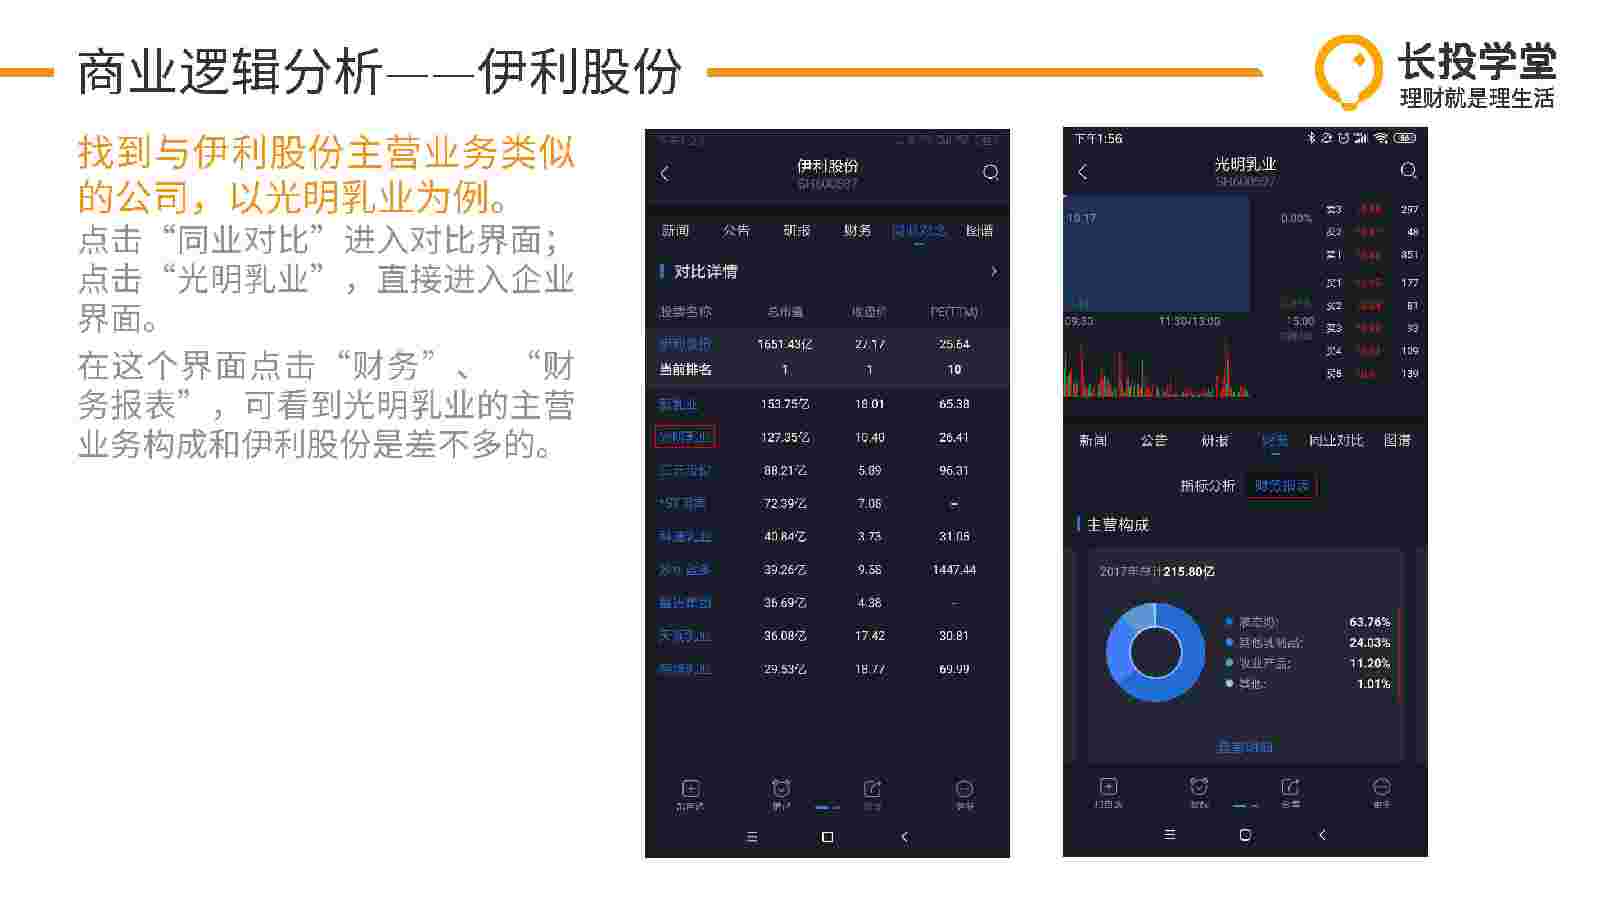 商业逻辑分析——伊利股份
长投学堂
理财就是理生活
找到与伊利股份主营业务类似
的公司，以光明乳业为例。
点击“同业对比”进入对比界面；
点击“光明乳业”，直接进入企业
界面。
在这个界面点击“财务”、 “财
务报表”，可看到光明乳业的主营
业务构成和伊利股份是差不多的。
伊利股份
新闻 公告 研报 财务 同业对比 图谱
对比详情
股票名称 总市值 收盘价 PE(TTM)
伊利股份 1651.43亿 27.17 25.64
当前排名 1 1 10
153.75亿 18.01 65.38
光明乳业 127.35亿 10.40 26.41
88.21亿 5.89 96.31
72.39亿 7.08 –
科迪乳业 40.84亿 3.73 31.06
39.26亿 9.58 1447.44
36.69亿 4.38 –
天润乳业 36.08亿 17.42 30.81
29.53亿 18.77 69.99
下午1:56
光明乳业
SH600597
0.00%
卖3 297
卖2 48
卖1 851
买1 177
买2 81
买3 93
买4 109
买5 139
09:30 11:30/13:00 15:00
新闻 公告 研报 财务 同业对比 图谱
指标分析 财务报表
主营构成
2017年总计215.80亿
液态奶: 63.76%
其他乳制品: 24.03%
牧业产品: 11.20%
其他: 1.01%